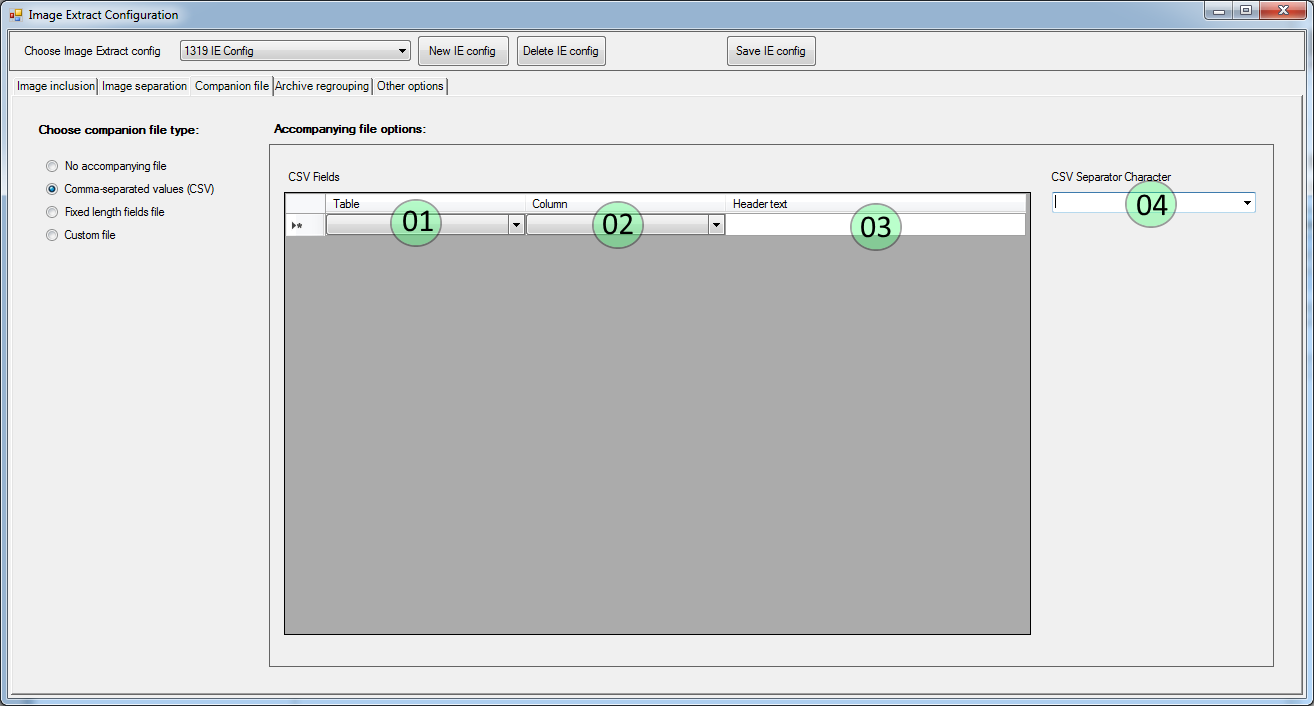 Image Extract Configuration
Choose Image Extract config 1319 IE Config New IE config Delete IE config Save IE config
Image inclusion Image separation Companion file Archive regrouping Other options
Choose companion file type: Accompanying file options:
No accompanying file
Comma-separated values (CSV)
Fixed length fields file
Custom file
CSV Fields CSV Separator Character
Table Column Header text
01 02 03 04